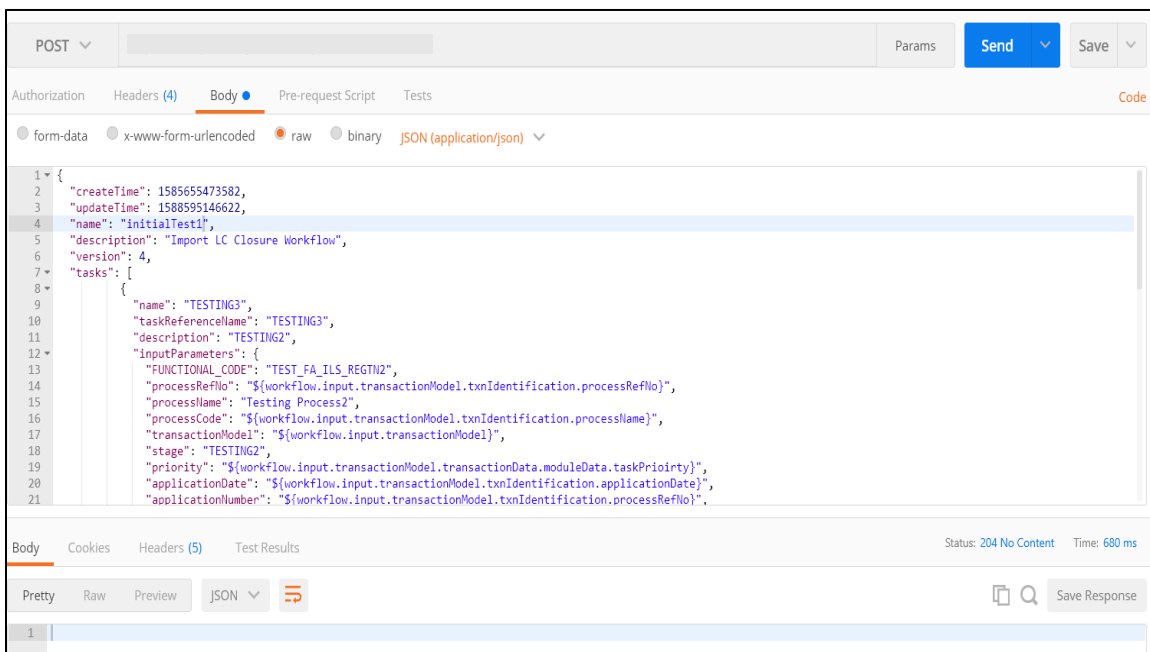 POST Params Send Save
Authorization Headers (4) Body Pre-request Script Tests Code
form-data x-www-form-urlencoded raw binary JSON (application/json)
1 {
2 "createTime": 1585655473582,
3 "updateTime": 1588595146622,
4 "name": "initialTest1",
5 "description": "Import LC Closure Workflow",
6 "version": 4,
7 "tasks": [
8 {
9 "name": "TESTING3",
10 "taskReferenceName": "TESTING3",
11 "description": "TESTING2",
12 "inputParameters": {
13 "FUNCTIONAL_CODE": "TEST_FA_ILS_REGTN2",
14 "processRefNo": "${workflow.input.transactionModel.txnIdentification.processRefNo}",
15 "processName": "Testing Process2",
16 "processCode": "${workflow.input.transactionModel.txnIdentification.processName}",
17 "transactionModel": "${workflow.input.transactionModel}",
18 "stage": "TESTING2",
19 "priority": "${workflow.input.transactionModel.transactionData.moduleData.taskPrioirty}",
20 "applicationDate": "${workflow.input.transactionModel.txnIdentification.applicationDate}",
21 "applicationNumber": "${workflow.input.transactionModel.txnIdentification.processRefNo}",
Body Cookies Headers (5) Test Results Status: 204 No Content Time: 680 ms
Pretty Raw Preview JSON Save Response
1